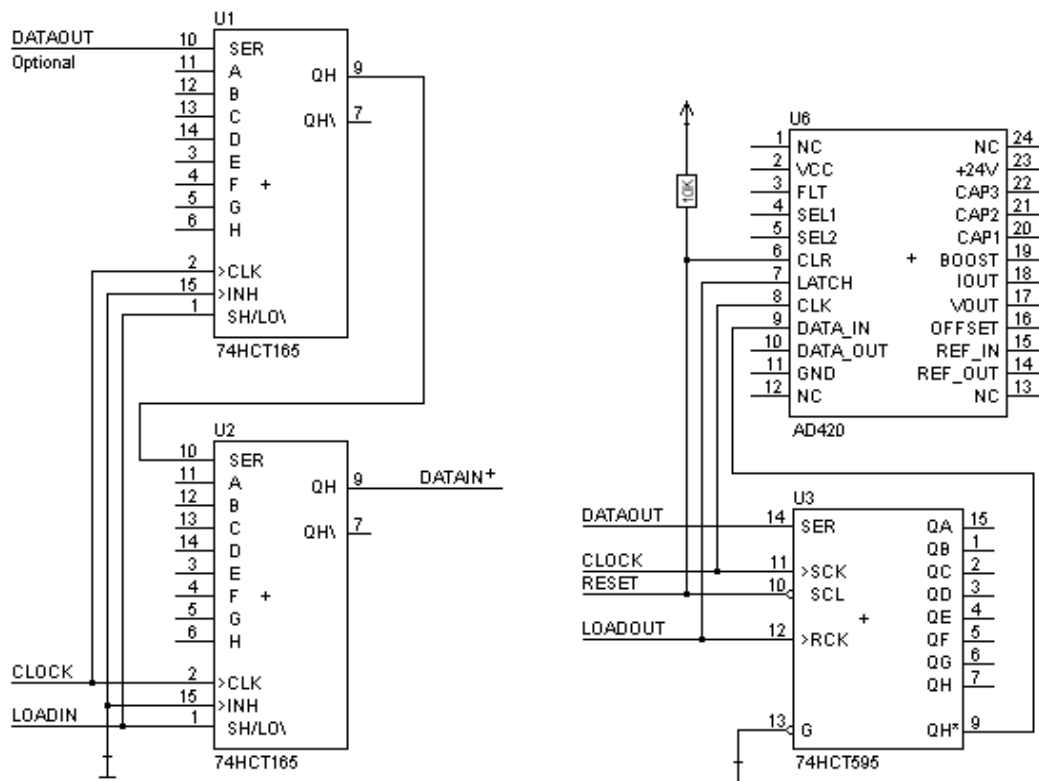 U1
DATAOUT
Optional
10 SER
11 A
12 B
13 C
14 D
3 E
4 F +
5 G
6 H
QH 9
QH\ 7
2 >CLK
15 >INH
1 SH/LO\
74HCT165
U2
10 SER
11 A
12 B
13 C
14 D
3 E
4 F +
5 G
6 H
QH 9 DATAIN+
QH\ 7
CLOCK 2 >CLK
15 >INH
LOADIN 1 SH/LO\
74HCT165
10K
U6
1 NC NC 24
2 VCC +24V 23
3 FLT CAP3 22
4 SEL1 CAP2 21
5 SEL2 CAP1 20
6 CLR + BOOST 19
7 LATCH IOUT 18
8 CLK VOUT 17
9 DATA_IN OFFSET 16
10 DATA_OUT REF_IN 15
11 GND REF_OUT 14
12 NC NC 13
AD420
U3
DATAOUT 14 SER QA 15
QB 1
CLOCK 11 >SCK QC 2
RESET 10 SCL QD 3
QE 4
LOADOUT 12 >RCK + QF 5
QG 6
QH 7
13 G QH* 9
74HCT595